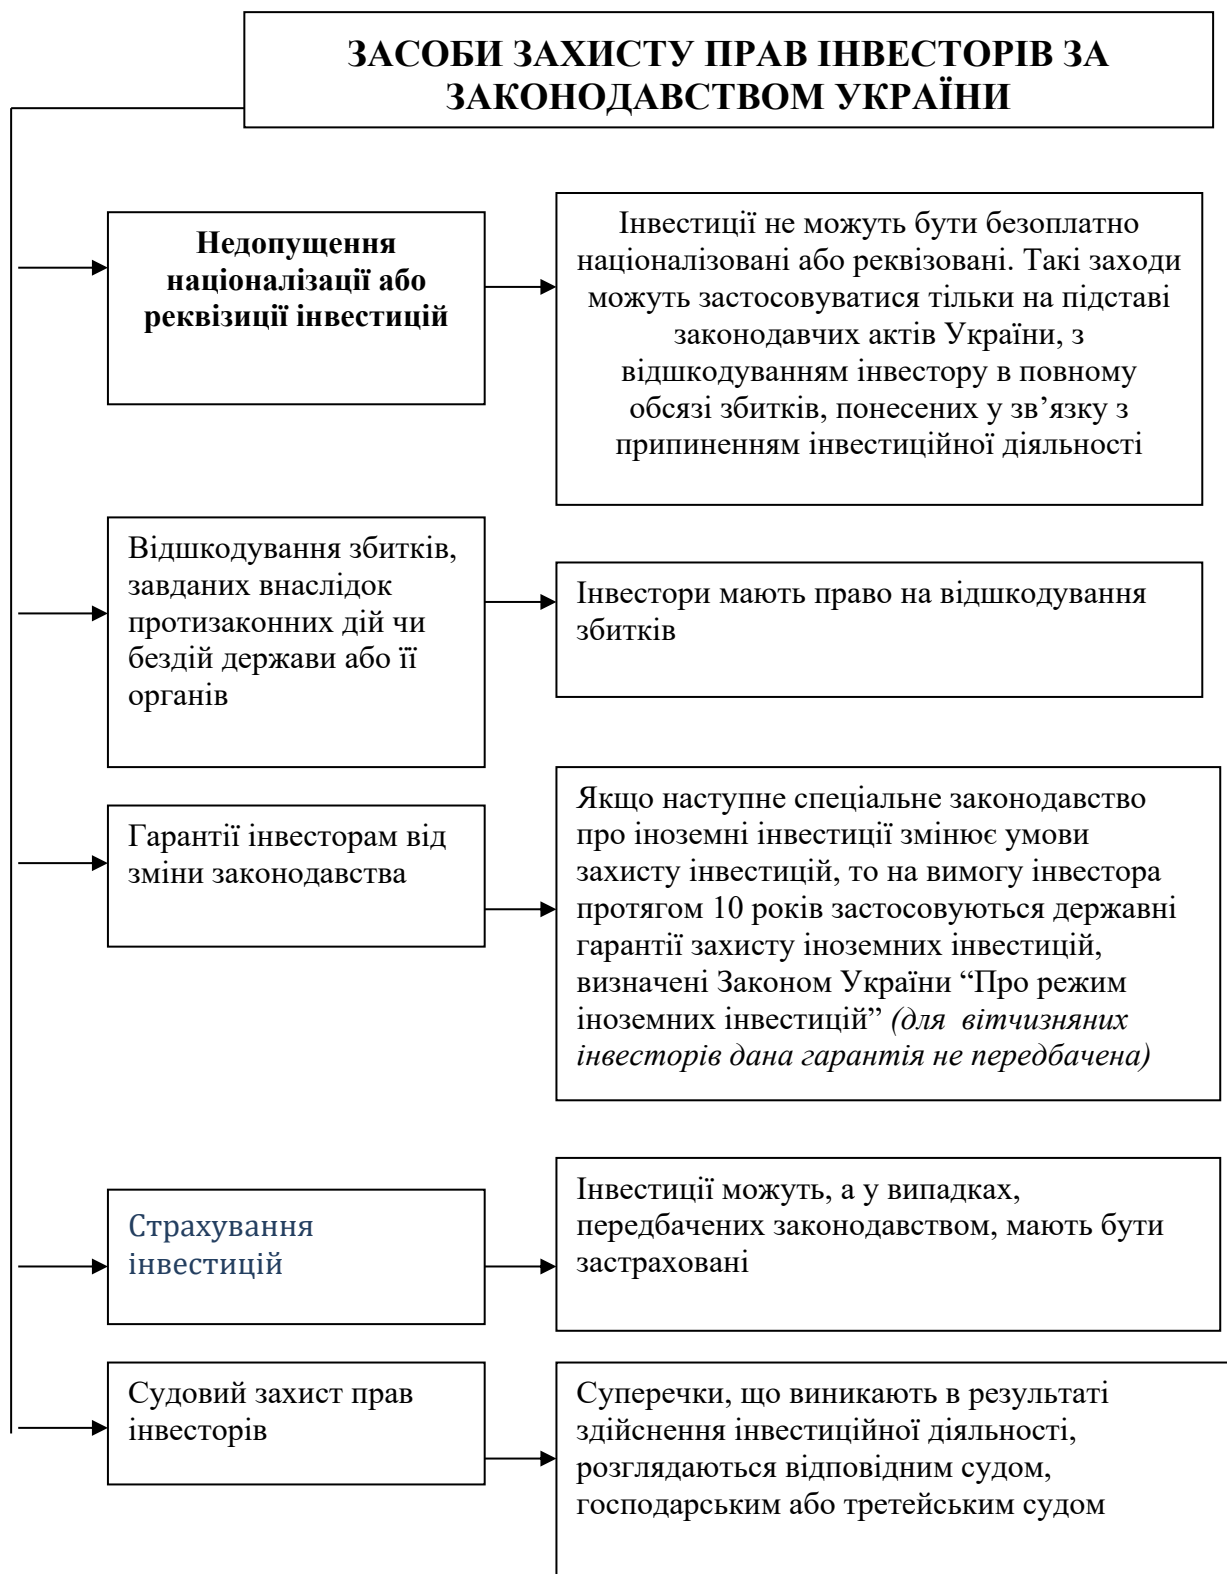 ЗАСОБИ ЗАХИСТУ ПРАВ ІНВЕСТОРІВ ЗА
ЗАКОНОДАВСТВОМ УКРАЇНИ
Недопущення
націоналізації або
реквізиції інвестицій
Інвестиції не можуть бути безоплатно
націоналізовані або реквізовані. Такі заходи
можуть застосовуватися тільки на підставі
законодавчих актів України, з
відшкодуванням інвестору в повному
обсязі збитків, понесених у зв’язку з
припиненням інвестиційної діяльності
Відшкодування збитків,
завданих внаслідок
протизаконних дій чи
бездій держави або її
органів
Інвестори мають право на відшкодування
збитків
Гарантії інвесторам від
зміни законодавства
Якщо наступне спеціальне законодавство
про іноземні інвестиції змінює умови
захисту інвестицій, то на вимогу інвестора
протягом 10 років застосовуються державні
гарантії захисту іноземних інвестицій,
визначені Законом України “Про режим
іноземних інвестицій” (для вітчизняних
інвесторів дана гарантія не передбачена)
Страхування
інвестицій
Інвестиції можуть, а у випадках,
передбачених законодавством, мають бути
застраховані
Судовий захист прав
інвесторів
Суперечки, що виникають в результаті
здійснення інвестиційної діяльності,
розглядаються відповідним судом,
господарським або третейським судом